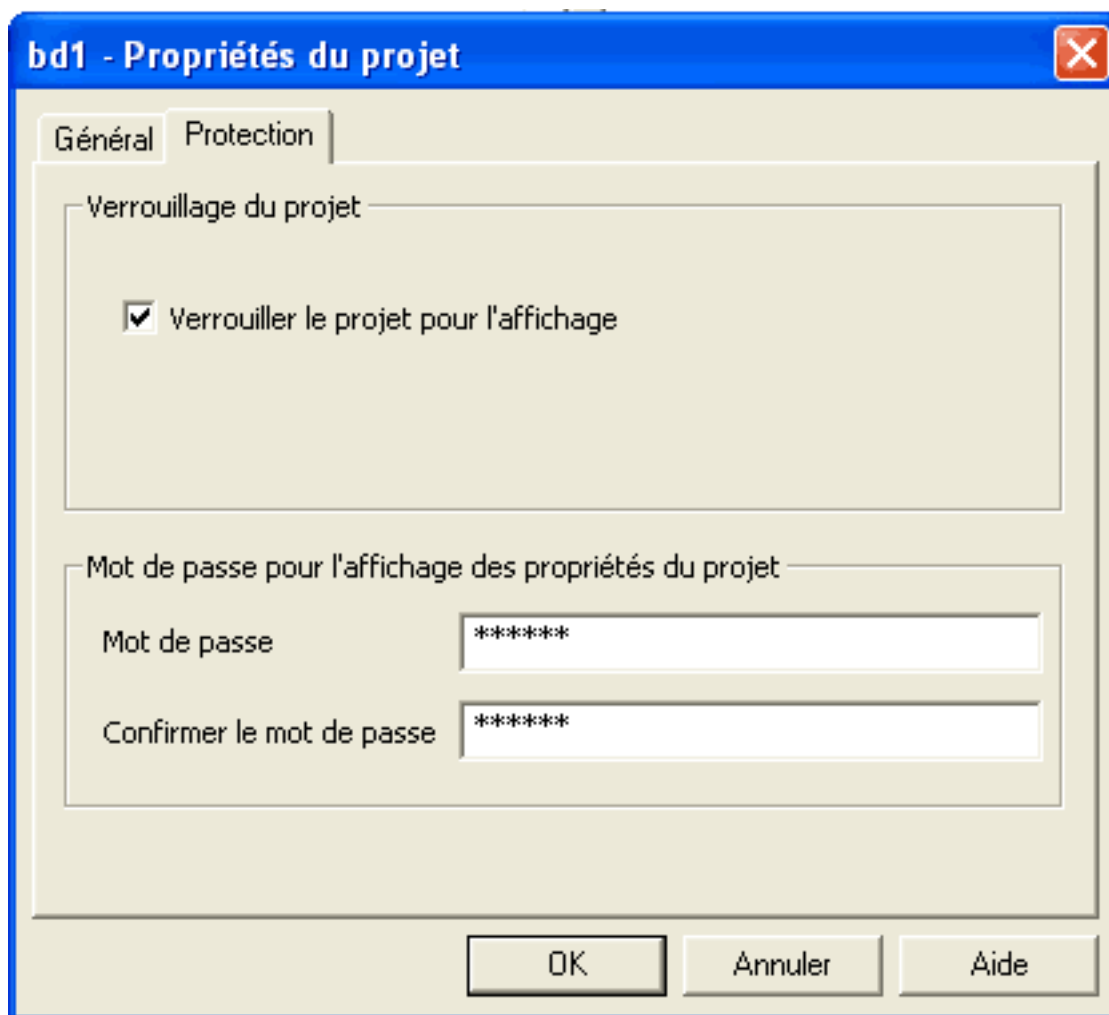 bd1 - Propriétés du projet
Général Protection
Verrouillage du projet
Verrouiller le projet pour l'affichage
Mot de passe pour l'affichage des propriétés du projet
Mot de passe ******
Confirmer le mot de passe ******
OK Annuler Aide